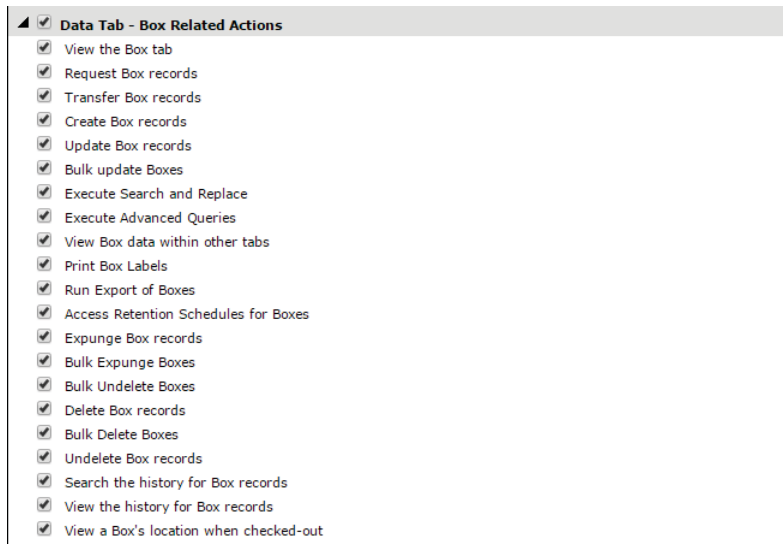 Data Tab - Box Related Actions
View the Box tab
Request Box records
Transfer Box records
Create Box records
Update Box records
Bulk update Boxes
Execute Search and Replace
Execute Advanced Queries
View Box data within other tabs
Print Box Labels
Run Export of Boxes
Access Retention Schedules for Boxes
Expunge Box records
Bulk Expunge Boxes
Bulk Undelete Boxes
Delete Box records
Bulk Delete Boxes
Undelete Box records
Search the history for Box records
View the history for Box records
View a Box's location when checked-out